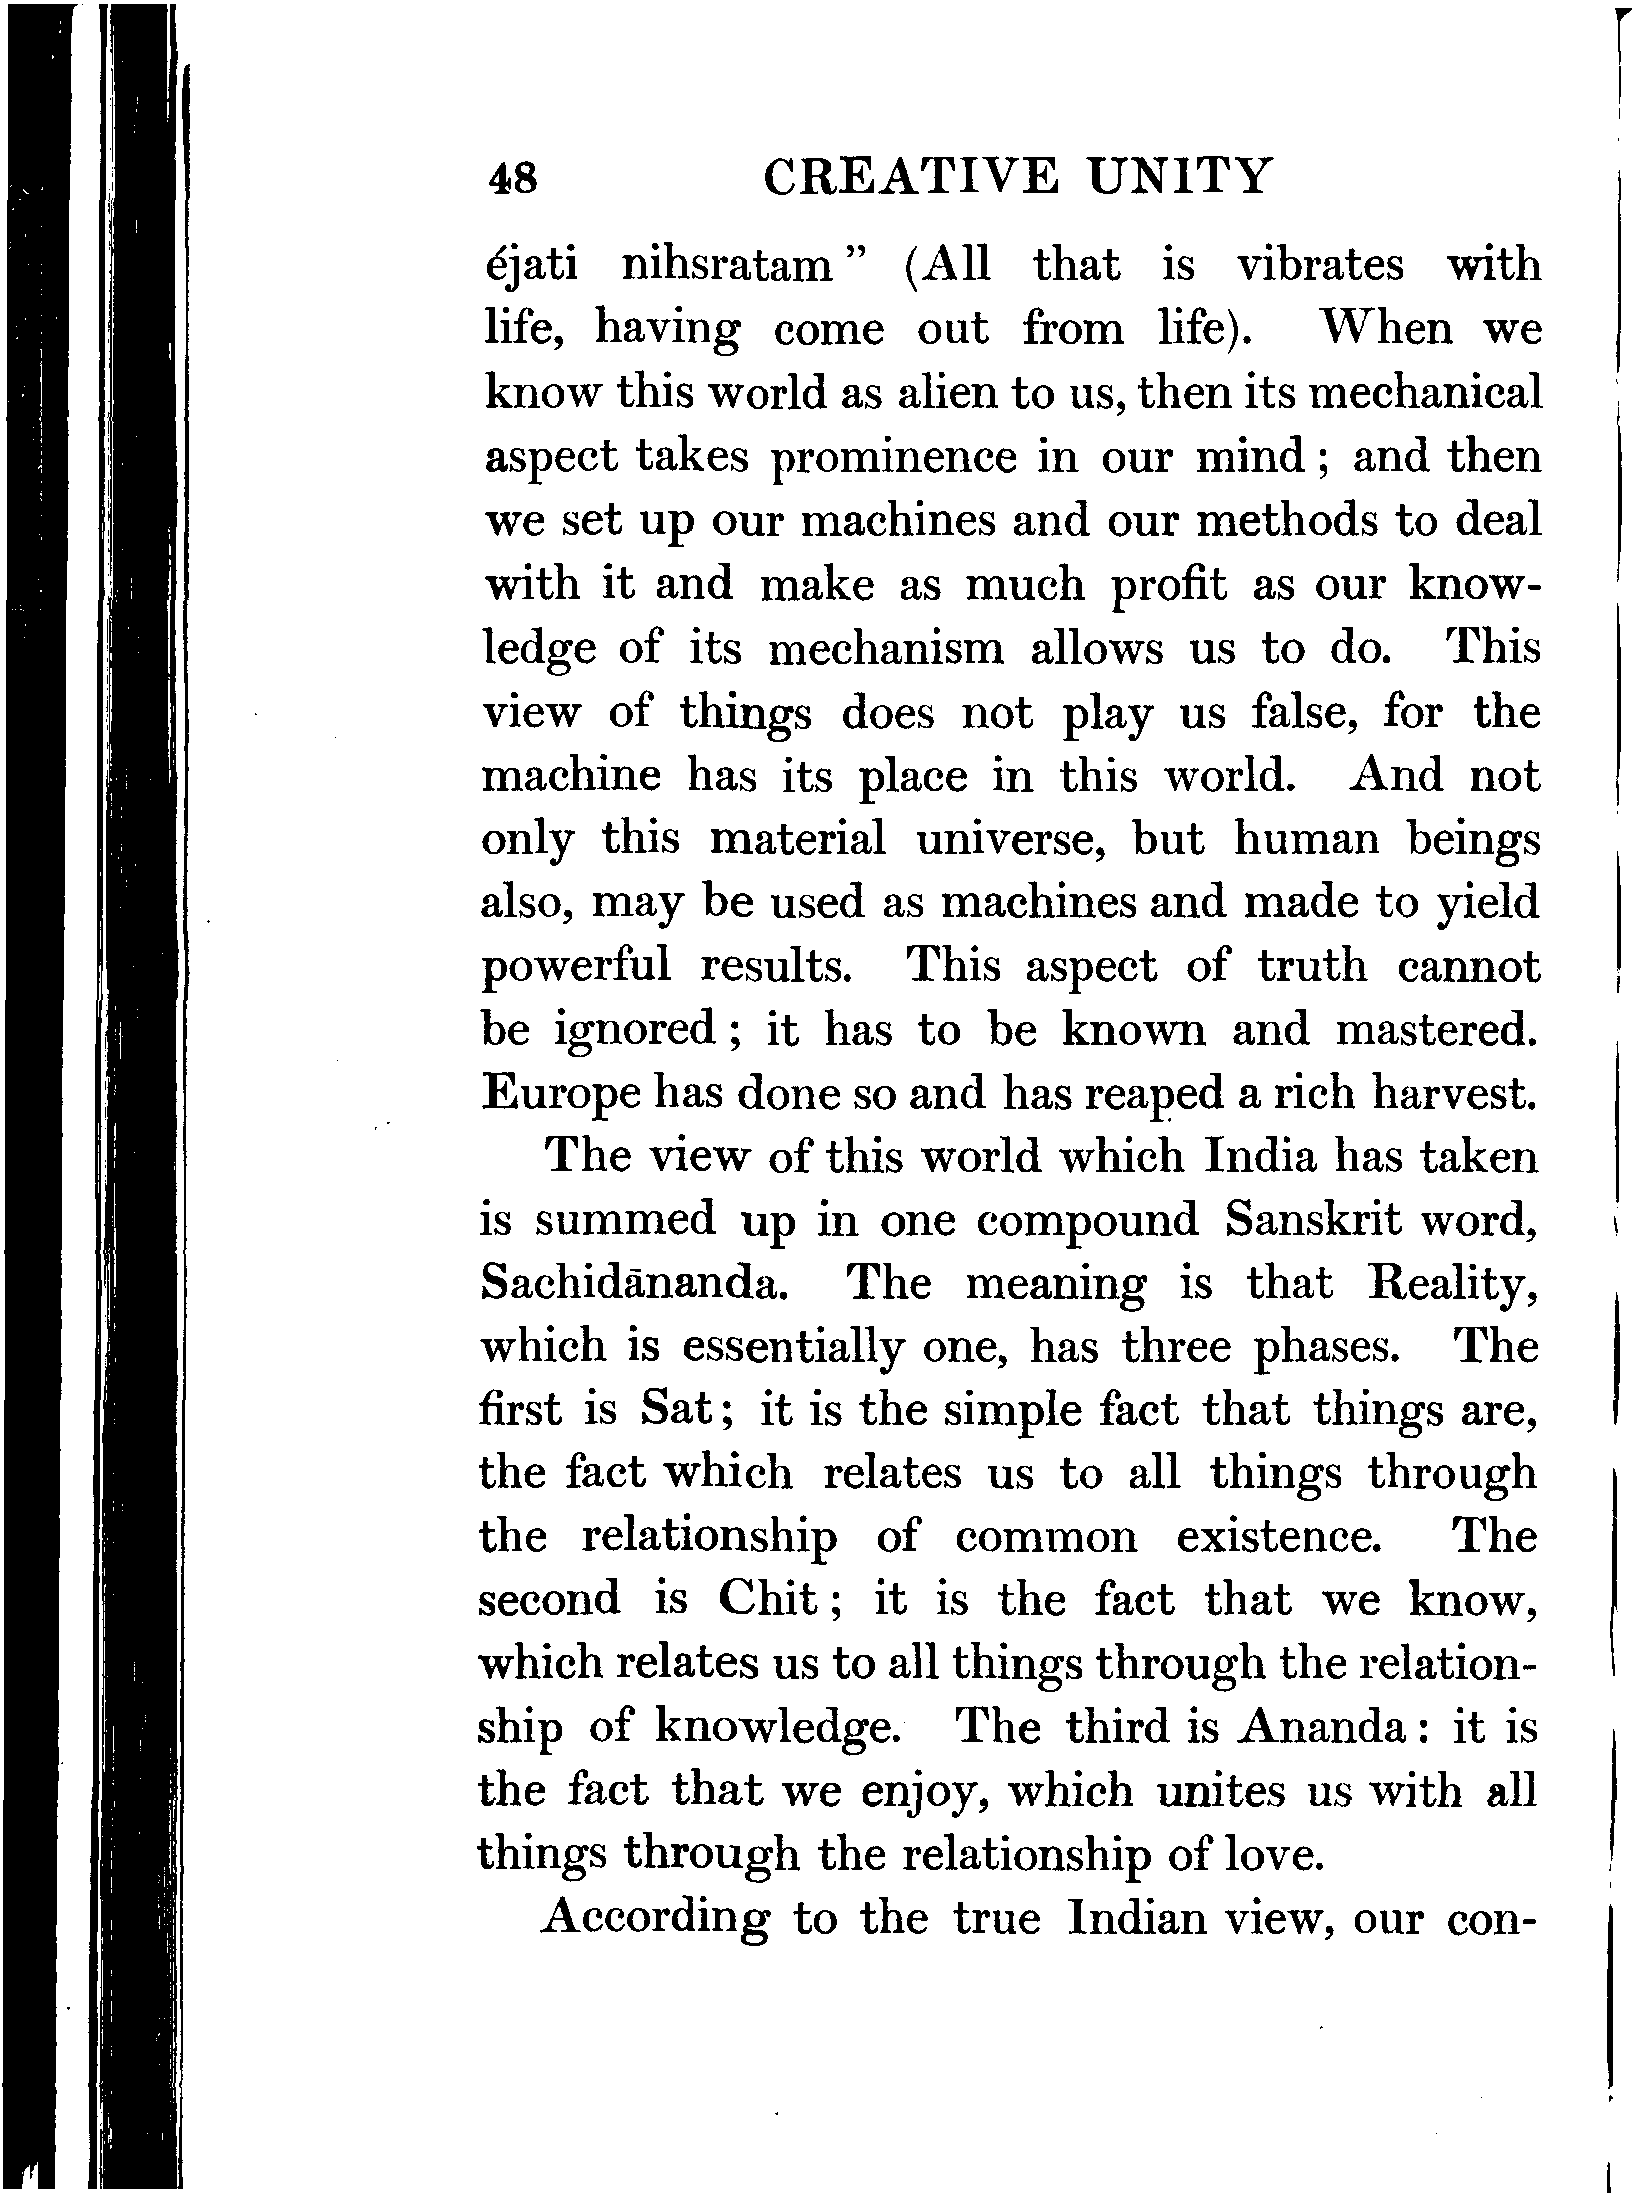 48 CREATIVE UNITY
éjati nihsratam" (All that is vibrates with
life, having come out from life). When we
know this world as alien to us, then its mechanical
aspect takes prominence in our mind; and then
we set up our machines and our methods to deal
with it and make as much profit as our know-
ledge of its mechanism allows us to do. This
view of things does not play us false, for the
machine has its place in this world. And not
only this material universe, but human beings
also, may be used as machines and made to yield
powerful results. This aspect of truth cannot
be ignored; it has to be known and mastered.
Europe has done so and has reaped a rich harvest.
The view of this world which India has taken
is summed up in one compound Sanskrit word,
Sachidānanda. The meaning is that Reality,
which is essentially one, has three phases. The
first is Sat; it is the simple fact that things are,
the fact which relates us to all things through
the relationship of common existence. The
second is Chit; it is the fact that we know,
which relates us to all things through the relation-
ship of knowledge. The third is Ananda: it is
the fact that we enjoy, which unites us with all
things through the relationship of love.
According to the true Indian view, our con-